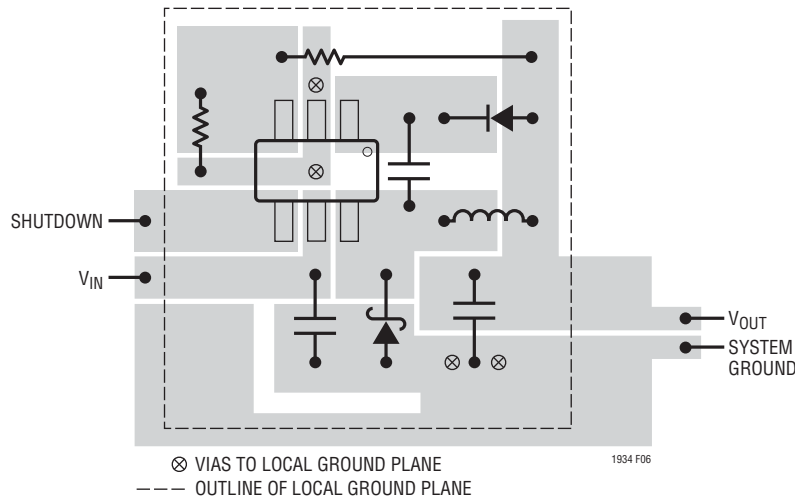 SHUTDOWN
VIN
VOUT
SYSTEM
GROUND
1934 F06
⊗ VIAS TO LOCAL GROUND PLANE
--- OUTLINE OF LOCAL GROUND PLANE